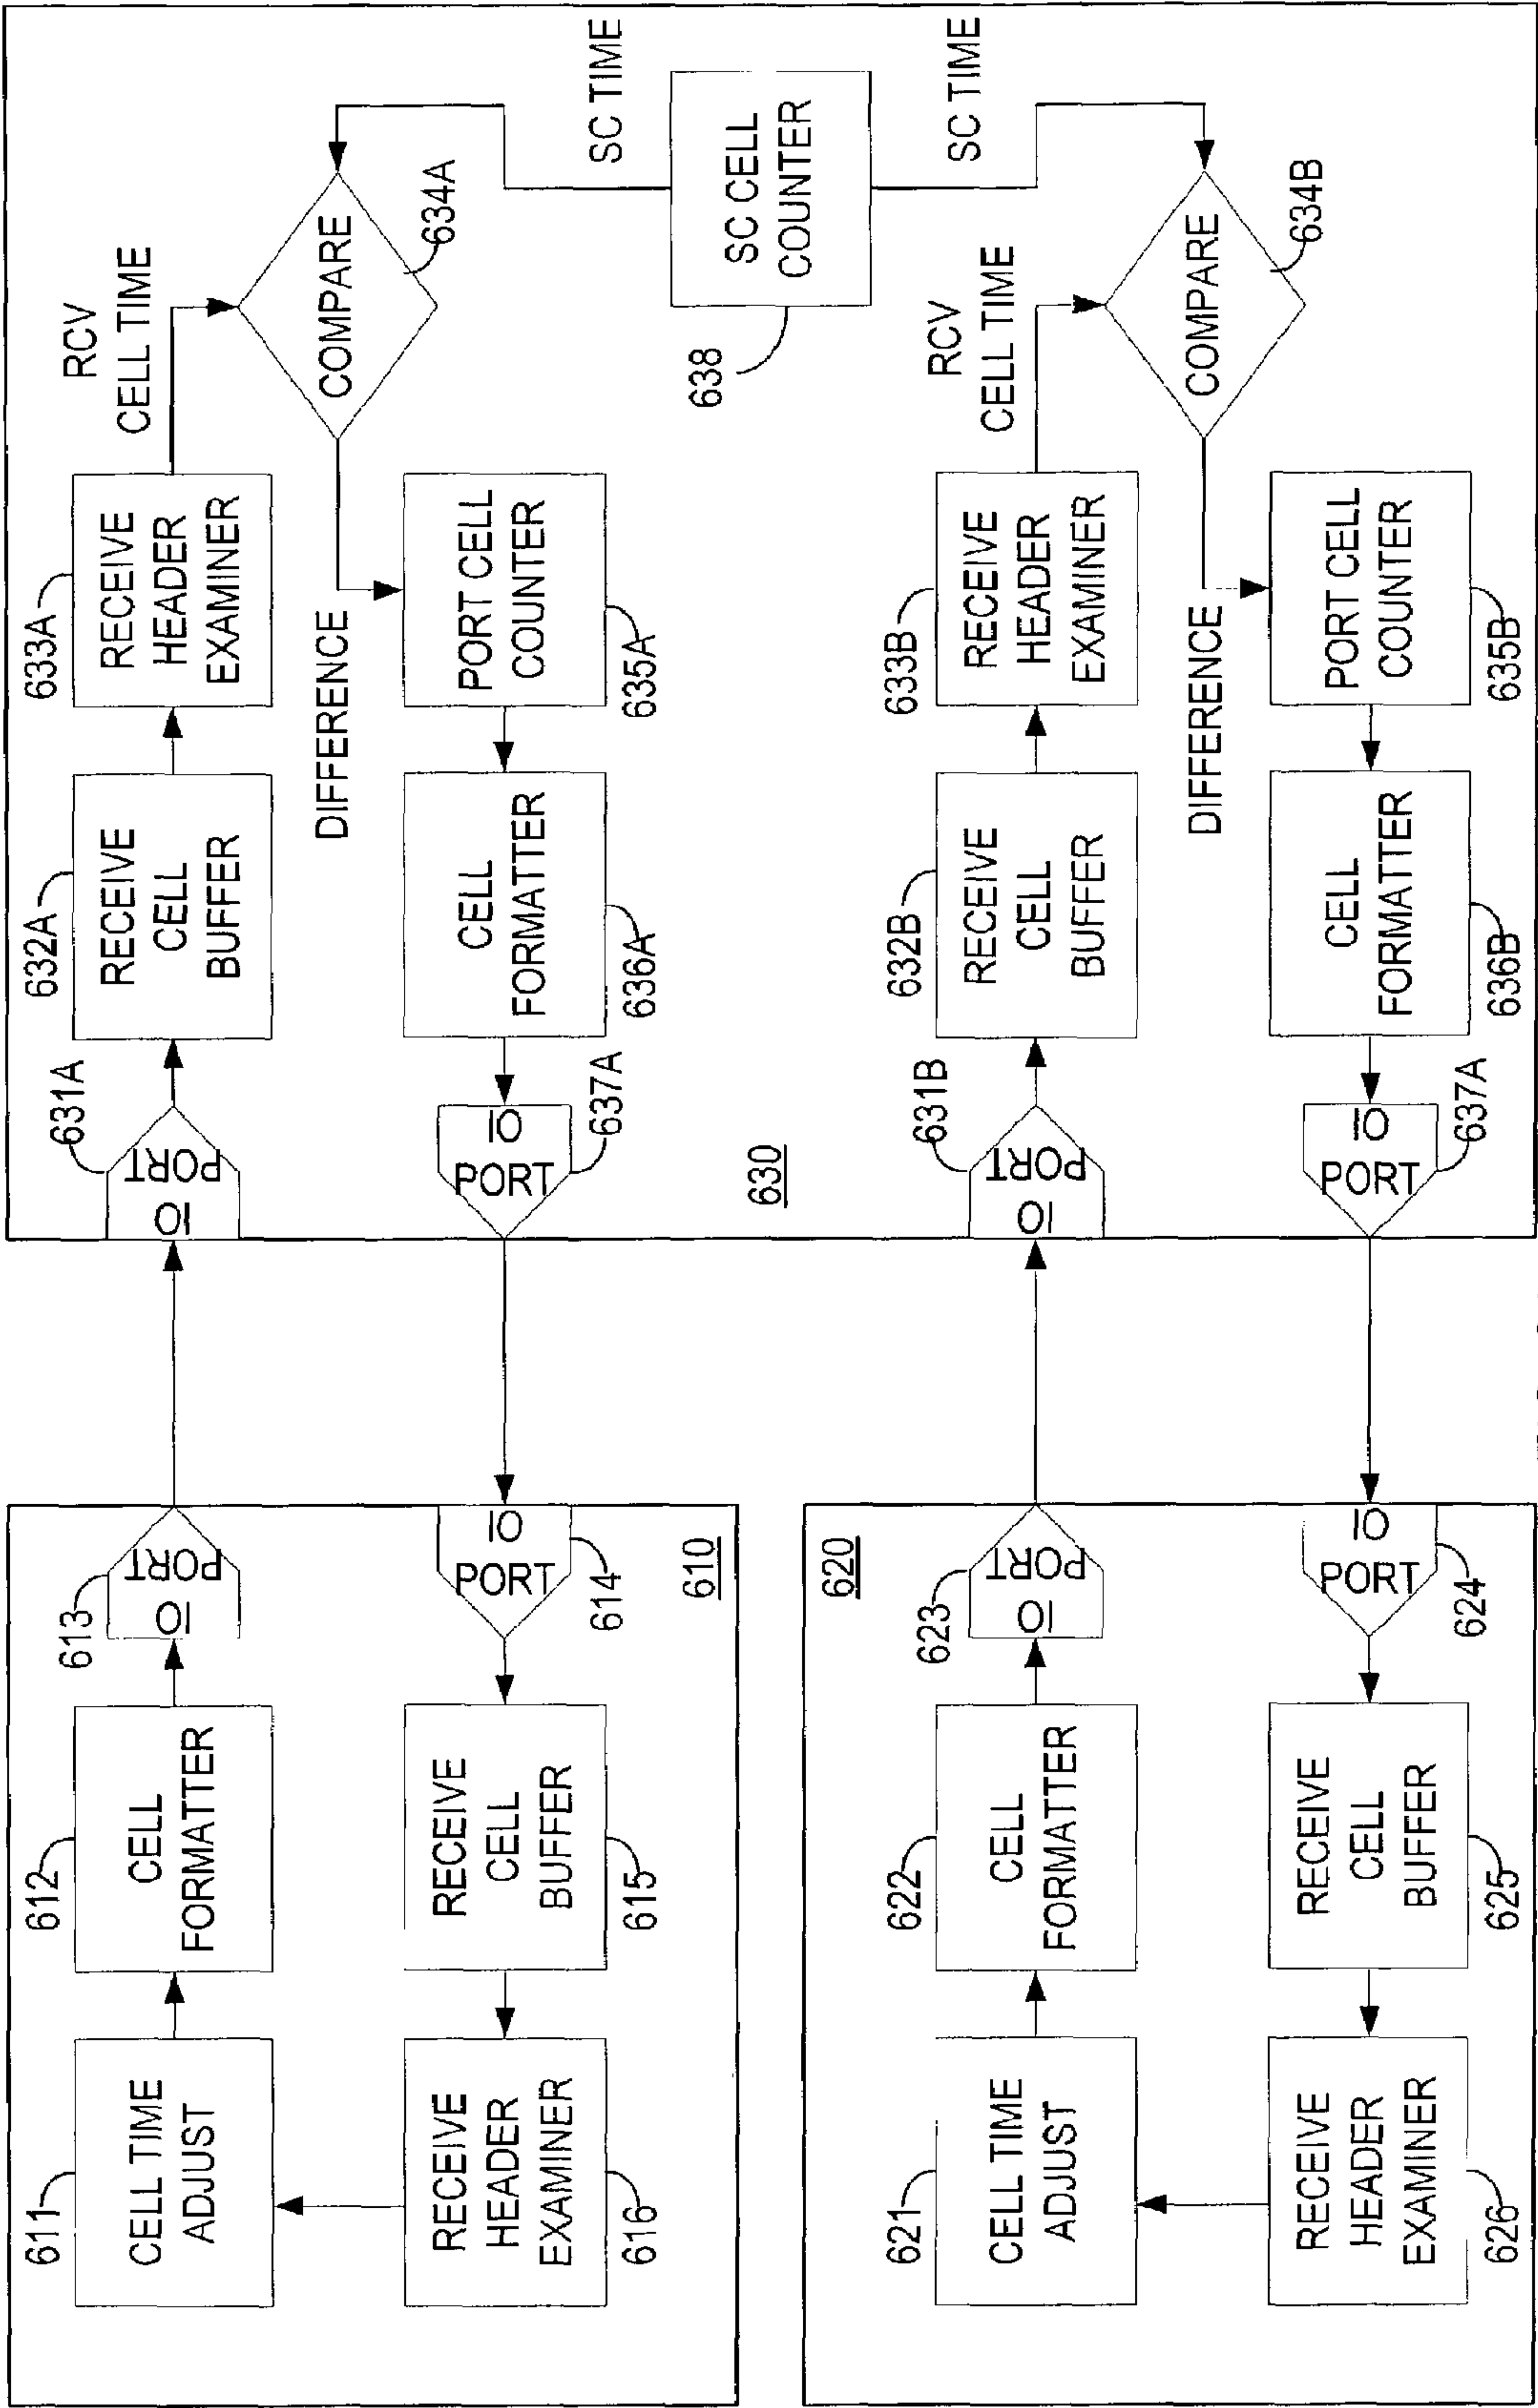 611
CELL TIME
ADJUST
612
CELL
FORMATTER
613
IO
PORT
631A
IO
PORT
632A
RECEIVE
CELL
BUFFER
633A
RECEIVE
HEADER
EXAMINER
RCV
CELL TIME
COMPARE
634A
SC TIME
RECEIVE
HEADER
EXAMINER
616
RECEIVE
CELL
BUFFER
615
PORT
IO
614
610
PORT
IO
637A
CELL
FORMATTER
636A
DIFFERENCE
PORT CELL
COUNTER
635A
630
638
SC CELL
COUNTER
SC TIME
620
621
CELL TIME
ADJUST
622
CELL
FORMATTER
623
IO
PORT
631B
IO
PORT
632B
RECEIVE
CELL
BUFFER
633B
RECEIVE
HEADER
EXAMINER
RCV
CELL TIME
COMPARE
634B
RECEIVE
HEADER
EXAMINER
626
RECEIVE
CELL
BUFFER
625
PORT
IO
624
PORT
IO
637A
CELL
FORMATTER
636B
DIFFERENCE
PORT CELL
COUNTER
635B